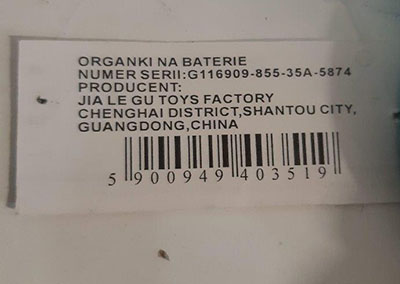 ORGANKI NA BATERIE
NUMER SERII:G116909-855-35A-5874
PRODUCENT:
JIA LE GU TOYS FACTORY
CHENGHAI DISTRICT,SHANTOU CITY,
GUANGDONG,CHINA
5 900949 403519